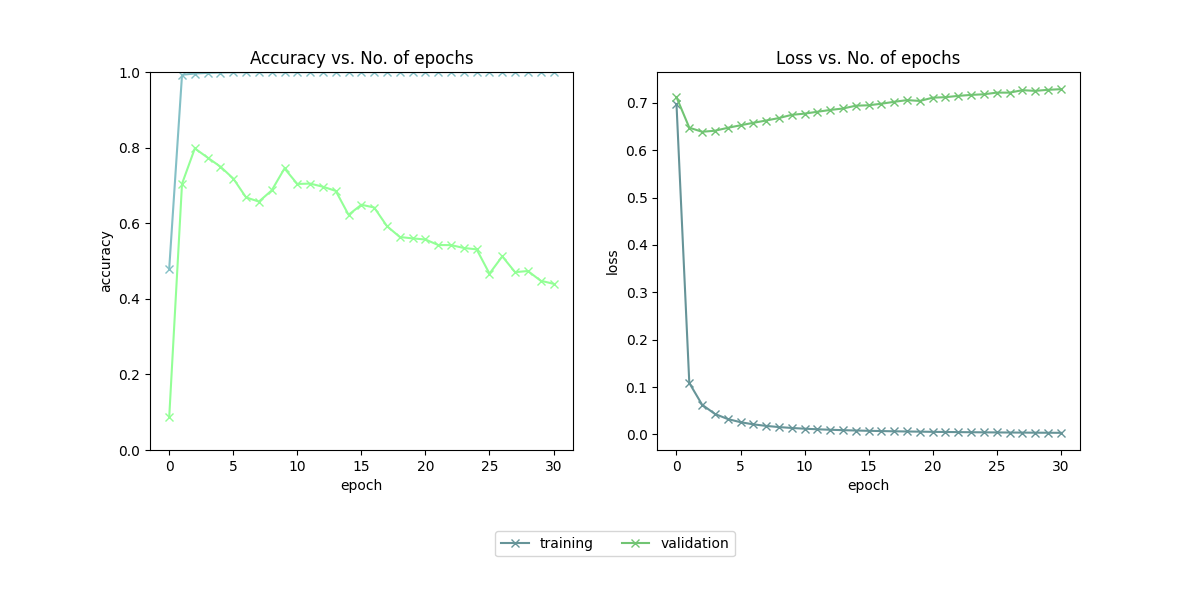 Accuracy vs. No. of epochs
1.0
0.8
0.6
0.4
0.2
0.0
accuracy
0 5 10 15 20 25 30
epoch
Loss vs. No. of epochs
0.7
0.6
0.5
0.4
0.3
0.2
0.1
0.0
loss
0 5 10 15 20 25 30
epoch
training validation